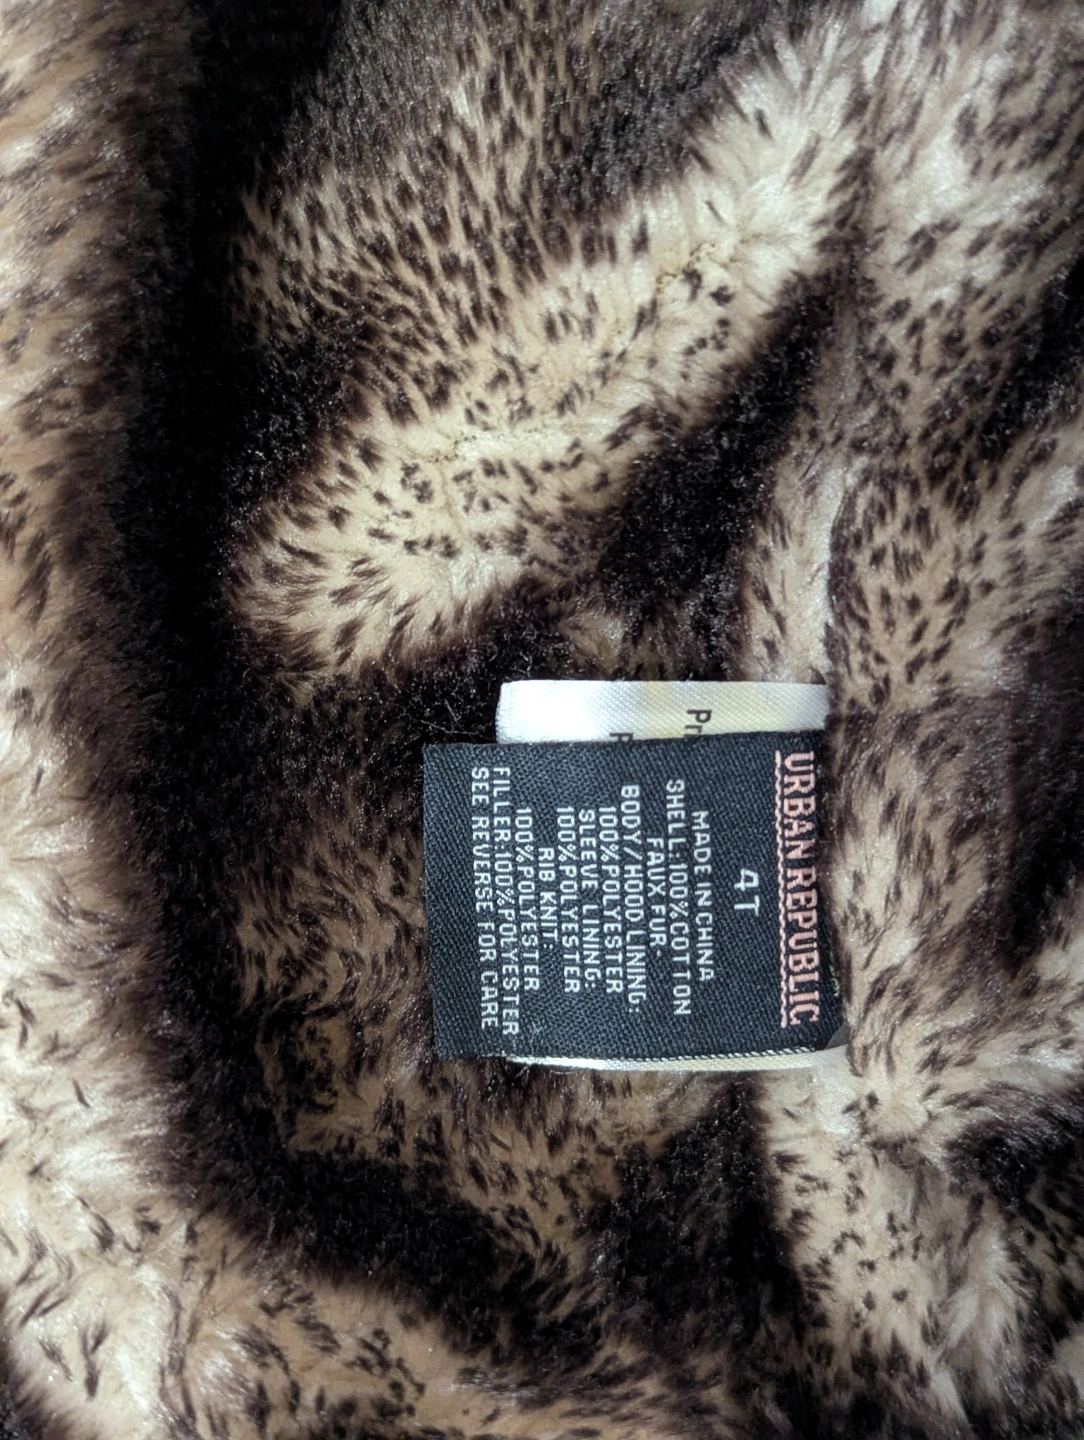 URBAN REPUBLIC
4T
MADE IN CHINA
SHELL:100%COTTON
FAUX FUR
BODY/HOOD LINING:
100%POLYESTER
SLEEVE LINING:
100%POLYESTER
RIB KNIT:
100%POLYESTER
FILLER:100%POLYESTER
SEE REVERSE FOR CARE